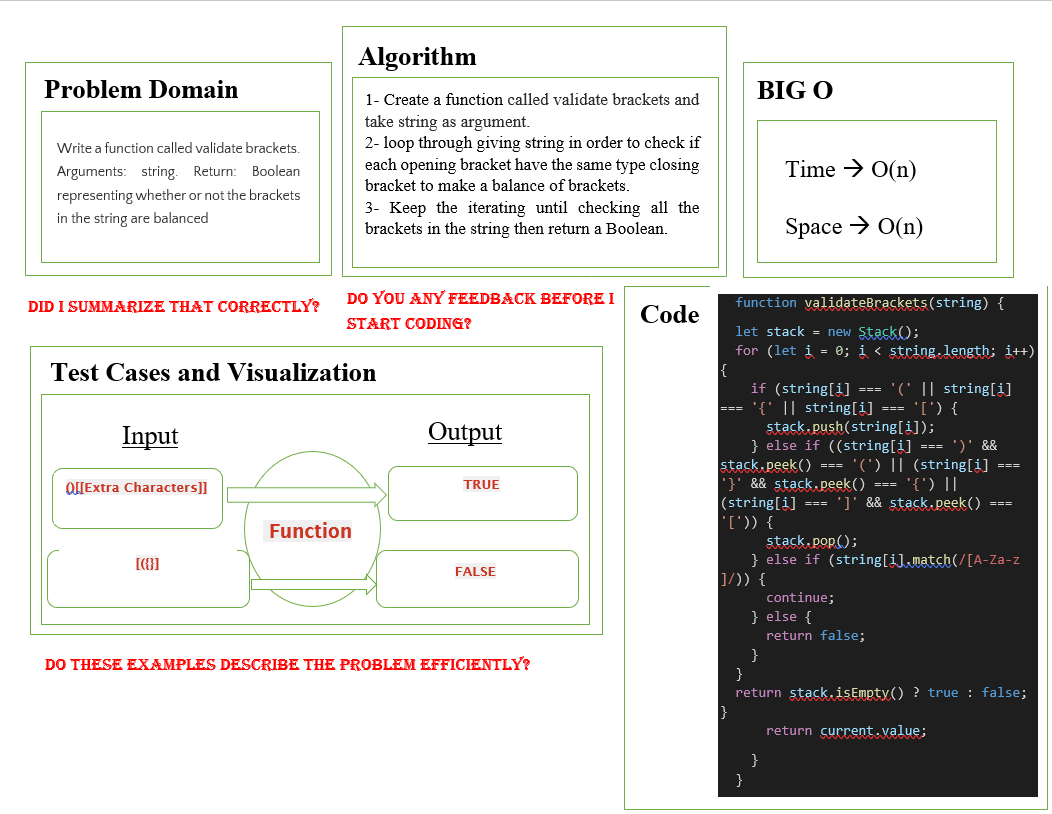 Problem Domain
Write a function called validate brackets.
Arguments: string. Return: Boolean
representing whether or not the brackets
in the string are balanced
DID I SUMMARIZE THAT CORRECTLY?
Algorithm
1- Create a function called validate brackets and
take string as argument.
2- loop through giving string in order to check if
each opening bracket have the same type closing
bracket to make a balance of brackets.
3- Keep the iterating until checking all the
brackets in the string then return a Boolean.
DO YOU ANY FEEDBACK BEFORE I
START CODING?
BIG O
Time → O(n)
Space → O(n)
Test Cases and Visualization
Input
Output
()[[Extra Characters]]
TRUE
Function
[({}]
FALSE
DO THESE EXAMPLES DESCRIBE THE PROBLEM EFFICIENTLY?
Code
function validateBrackets(string) {
let stack = new Stack();
for (let i = 0; i < string.length; i++)
{
if (string[i] === '(' || string[i]
=== '{' || string[i] === '[') {
stack.push(string[i]);
} else if ((string[i] === ')' &&
stack.peek() === '(') || (string[i] ===
'}' && stack.peek() === '{') ||
(string[i] === ']' && stack.peek() ===
'[')) {
stack.pop();
} else if (string[i].match(/[A-Za-z
]/)) {
continue;
} else {
return false;
}
}
return stack.isEmpty() ? true : false;
}
return current.value;
}
}